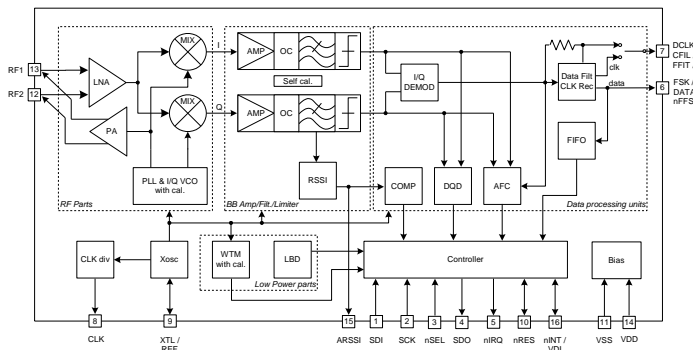 MIX
I
AMP
OC
AMP
OC
Self cal.
I/Q
DEMOD
clk
Data Filt
CLK Rec
data
7
DCLK
CFIL
FFIT /
6
FSK /
DATA
nFFS
RF1
13
RF2
12
LNA
PA
MIX
Q
FIFO
PLL & I/Q VCO
with cal.
RF Parts
BB Amp/Filt./Limiter
RSSI
COMP
DQD
AFC
Data processing units
CLK div
Xosc
WTM
with cal.
LBD
Low Power parts
Controller
Bias
8
9
15
1
2
3
4
5
10
16
11
14
CLK
XTL /
REF
ARSSI
SDI
SCK
nSEL
SDO
nIRQ
nRES
nINT /
VDI
VSS
VDD